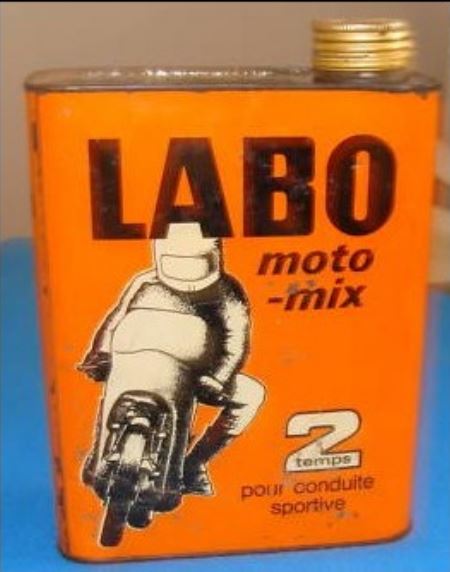 LABO
moto
-mix
2
temps
pour conduite
sportive